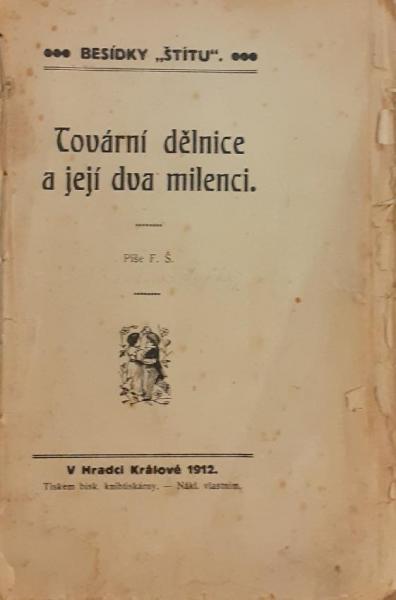 BESÍDKY „ŠTÍTU“.
Tovární dělnice
a její dva milenci.
Píše F. Š.
V Hradci Králové 1912.
Tiskem bisk. knihtiskárny. — Nákl. vlastním.